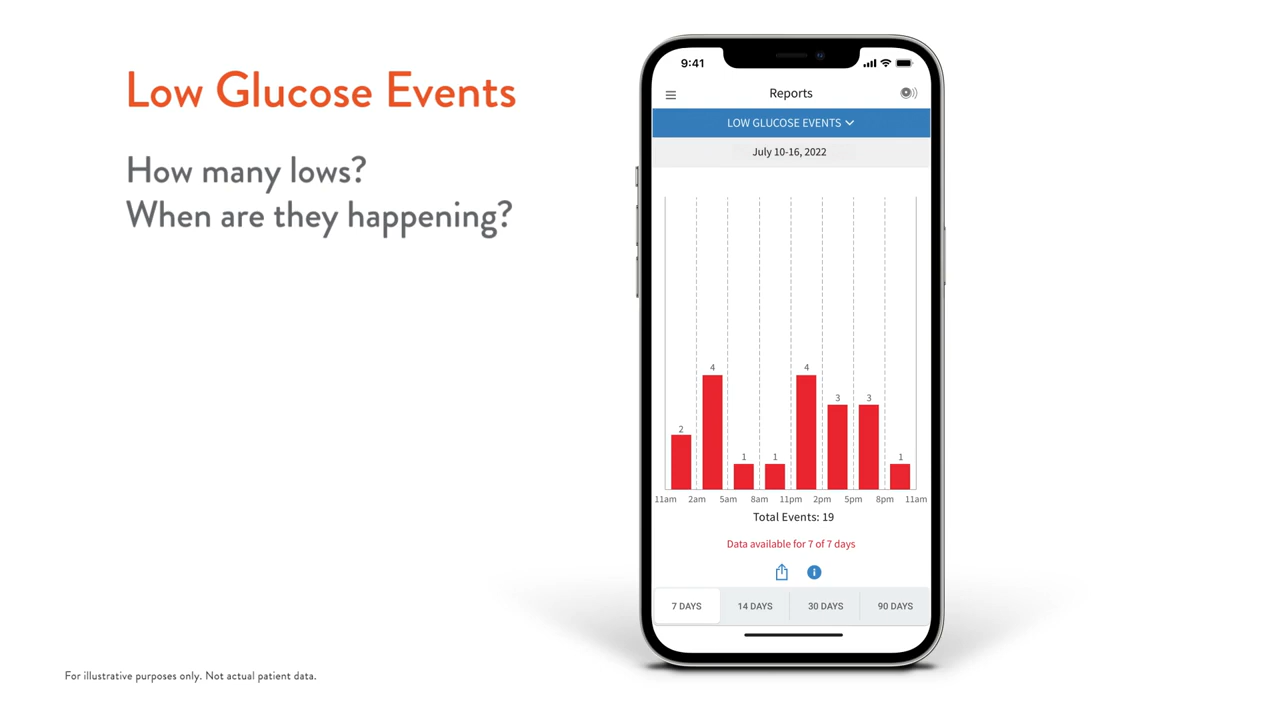 Low Glucose Events
How many lows?
When are they happening?
9:41
Reports
LOW GLUCOSE EVENTS
July 10-16, 2022
2 4 1 1 4 3 3 1
11am 2am 5am 8am 11pm 2pm 5pm 8pm 11am
Total Events: 19
Data available for 7 of 7 days
7 DAYS 14 DAYS 30 DAYS 90 DAYS
For illustrative purposes only. Not actual patient data.